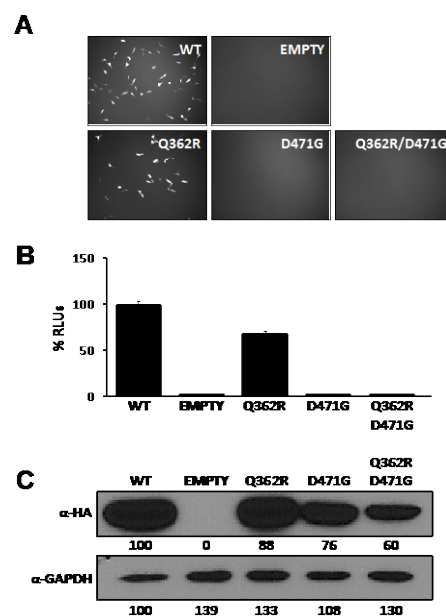 A
WT
EMPTY
Q362R
D471G
Q362R/D471G
B
% RLUs
150
100
50
0
WT
EMPTY
Q362R
D471G
Q362R
D471G
C
WT
EMPTY
Q362R
D471G
Q362R
D471G
α-HA
100
0
88
76
60
α-GAPDH
100
139
133
108
130